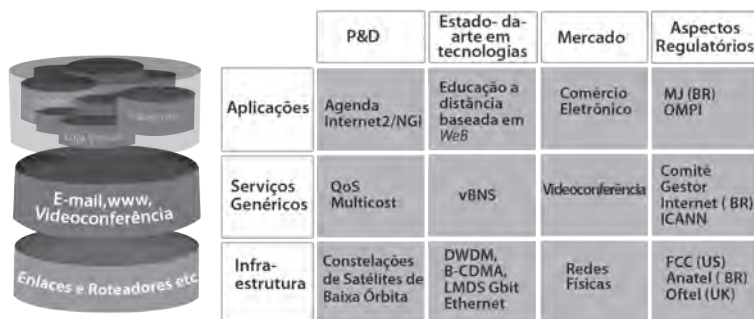 P&D
Estado- da-
arte em
tecnologias
Mercado
Aspectos
Regulatórios
Aplicações
Agenda
Internet2/NGI
Educação a
distância
baseada em
WeB
Comércio
Eletrônico
MJ (BR)
OMPI
E-mail,www,
Videoconferência
Serviços
Genéricos
QoS
Multicost
vBNS
Videoconferência
Comitê
Gestor
Internet ( BR)
ICANN
Enlaces e Roteadores etc.
Infra-
estrutura
Constelações
de Satélites de
Baixa Órbita
DWDM,
B-CDMA,
LMDS Gbit
Ethernet
Redes
Físicas
FCC (US)
Anatel ( BR)
Oftel (UK)